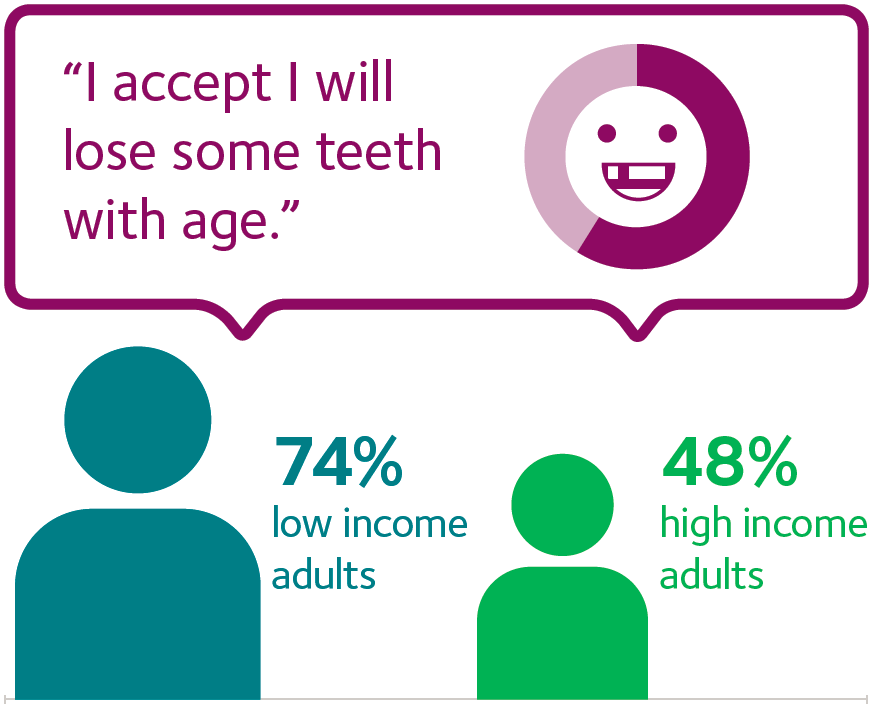 “I accept I will
lose some teeth
with age.”
74%
low income
adults
48%
high income
adults